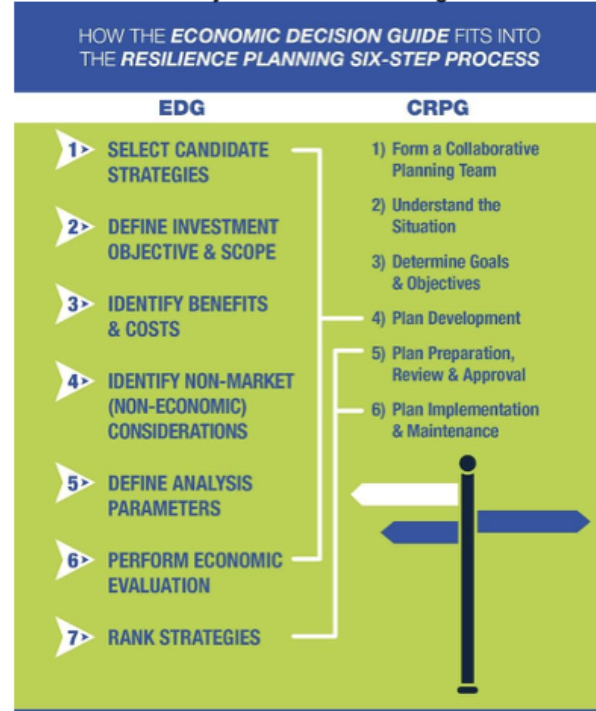 HOW THE ECONOMIC DECISION GUIDE FITS INTO
THE RESILIENCE PLANNING SIX-STEP PROCESS
EDG
1 SELECT CANDIDATE
STRATEGIES
2 DEFINE INVESTMENT
OBJECTIVE & SCOPE
3 IDENTIFY BENEFITS
& COSTS
4 IDENTIFY NON-MARKET
(NON-ECONOMIC)
CONSIDERATIONS
5 DEFINE ANALYSIS
PARAMETERS
6 PERFORM ECONOMIC
EVALUATION
7 RANK STRATEGIES
CRPG
1) Form a Collaborative
Planning Team
2) Understand the
Situation
3) Determine Goals
& Objectives
4) Plan Development
5) Plan Preparation,
Review & Approval
6) Plan Implementation
& Maintenance